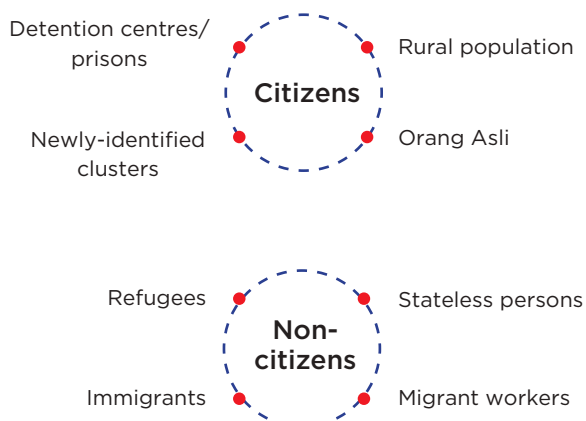 Detention centres/
prisons
Rural population
Citizens
Newly-identified
clusters
Orang Asli
Refugees
Stateless persons
Non-
citizens
Immigrants
Migrant workers